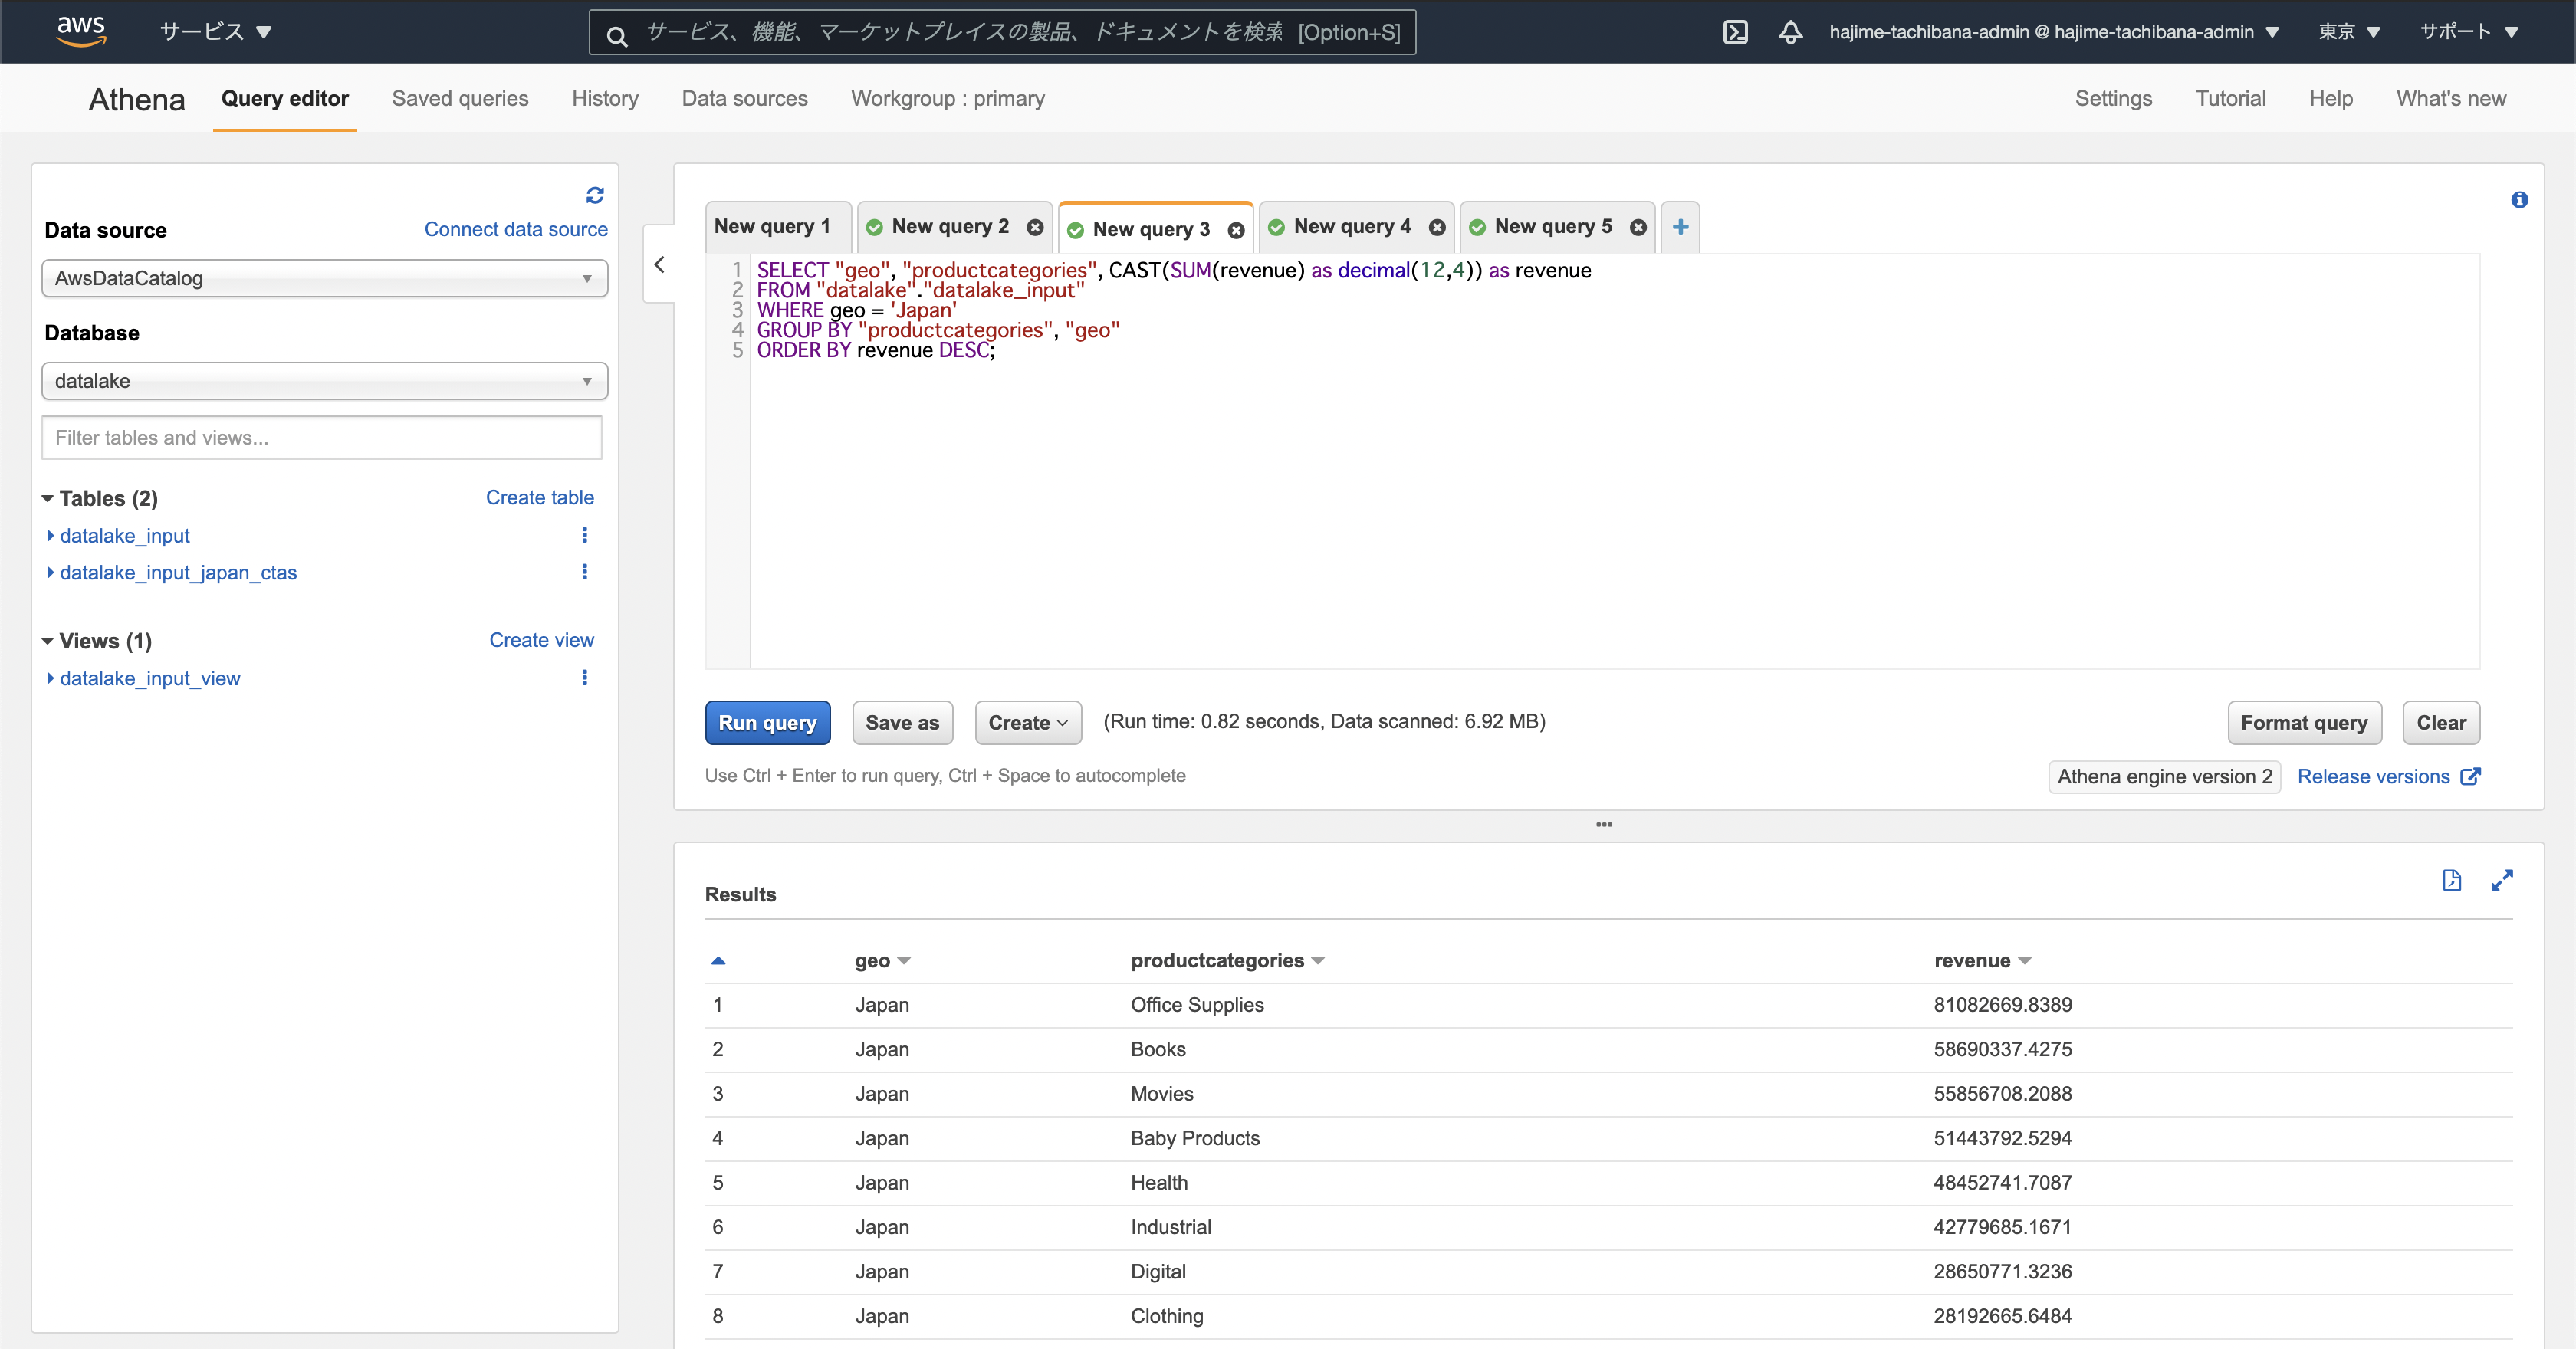 aws サービス サービス、機能、マーケットプレイスの製品、ドキュメントを検索 [Option+S] hajime-tachibana-admin @ hajime-tachibana-admin 東京 サポート
Athena Query editor Saved queries History Data sources Workgroup : primary Settings Tutorial Help What's new
Data source Connect data source
AwsDataCatalog
Database
datalake
Filter tables and views...
Tables (2) Create table
datalake_input
datalake_input_japan_ctas
Views (1) Create view
datalake_input_view
New query 1 New query 2 New query 3 New query 4 New query 5
1 SELECT "geo", "productcategories", CAST(SUM(revenue) as decimal(12,4)) as revenue
2 FROM "datalake"."datalake_input"
3 WHERE geo = 'Japan'
4 GROUP BY "productcategories", "geo"
5 ORDER BY revenue DESC;
Run query Save as Create (Run time: 0.82 seconds, Data scanned: 6.92 MB) Format query Clear
Use Ctrl + Enter to run query, Ctrl + Space to autocomplete Athena engine version 2 Release versions
Results
geo productcategories revenue
1 Japan Office Supplies 81082669.8389
2 Japan Books 58690337.4275
3 Japan Movies 55856708.2088
4 Japan Baby Products 51443792.5294
5 Japan Health 48452741.7087
6 Japan Industrial 42779685.1671
7 Japan Digital 28650771.3236
8 Japan Clothing 28192665.6484